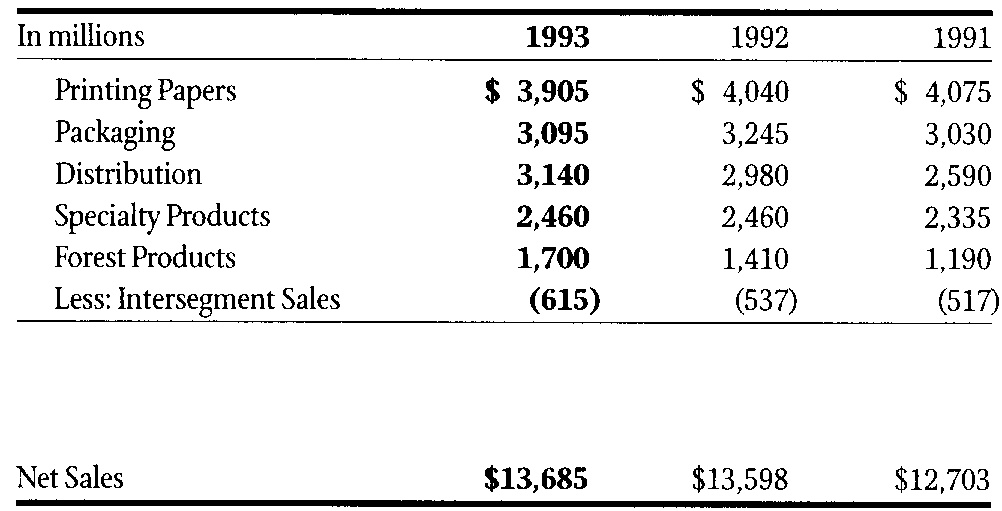 In millions 1993 1992 1991
Printing Papers $ 3,905 $ 4,040 $ 4,075
Packaging 3,095 3,245 3,030
Distribution 3,140 2,980 2,590
Specialty Products 2,460 2,460 2,335
Forest Products 1,700 1,410 1,190
Less: Intersegment Sales (615) (537) (517)
Net Sales $13,685 $13,598 $12,703